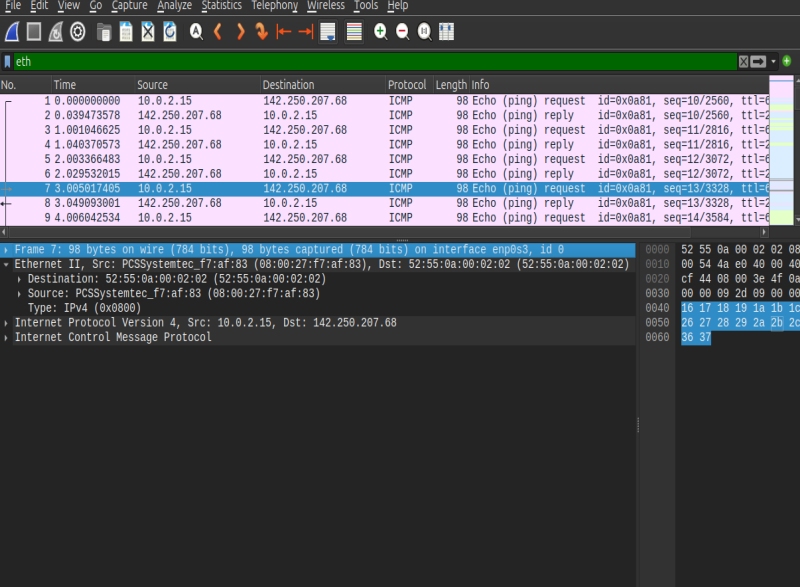 File Edit View Go Capture Analyze Statistics Telephony Wireless Tools Help
eth
No. Time Source Destination Protocol Length Info
1 0.000000000 10.0.2.15 142.250.207.68 ICMP 98 Echo (ping) request id=0x0a81, seq=10/2560, ttl=6
2 0.039473578 142.250.207.68 10.0.2.15 ICMP 98 Echo (ping) reply id=0x0a81, seq=10/2560, ttl=2
3 1.001046625 10.0.2.15 142.250.207.68 ICMP 98 Echo (ping) request id=0x0a81, seq=11/2816, ttl=6
4 1.040370573 142.250.207.68 10.0.2.15 ICMP 98 Echo (ping) reply id=0x0a81, seq=11/2816, ttl=2
5 2.003366483 10.0.2.15 142.250.207.68 ICMP 98 Echo (ping) request id=0x0a81, seq=12/3072, ttl=6
6 2.029532015 142.250.207.68 10.0.2.15 ICMP 98 Echo (ping) reply id=0x0a81, seq=12/3072, ttl=2
7 3.005017405 10.0.2.15 142.250.207.68 ICMP 98 Echo (ping) request id=0x0a81, seq=13/3328, ttl=6
8 3.049093001 142.250.207.68 10.0.2.15 ICMP 98 Echo (ping) reply id=0x0a81, seq=13/3328, ttl=2
9 4.006042534 10.0.2.15 142.250.207.68 ICMP 98 Echo (ping) request id=0x0a81, seq=14/3584, ttl=6
Frame 7: 98 bytes on wire (784 bits), 98 bytes captured (784 bits) on interface enp0s3, id 0
Ethernet II, Src: PCSSystemtec_f7:af:83 (08:00:27:f7:af:83), Dst: 52:55:0a:00:02:02 (52:55:0a:00:02:02)
Destination: 52:55:0a:00:02:02 (52:55:0a:00:02:02)
Source: PCSSystemtec_f7:af:83 (08:00:27:f7:af:83)
Type: IPv4 (0x0800)
Internet Protocol Version 4, Src: 10.0.2.15, Dst: 142.250.207.68
Internet Control Message Protocol
0000 52 55 0a 00 02 02 08
0010 00 54 4a e0 40 00 40
0020 cf 44 08 00 3e 4f 0a
0030 00 00 09 2d 09 00 00
0040 16 17 18 19 1a 1b 1c
0050 26 27 28 29 2a 2b 2c
0060 36 37